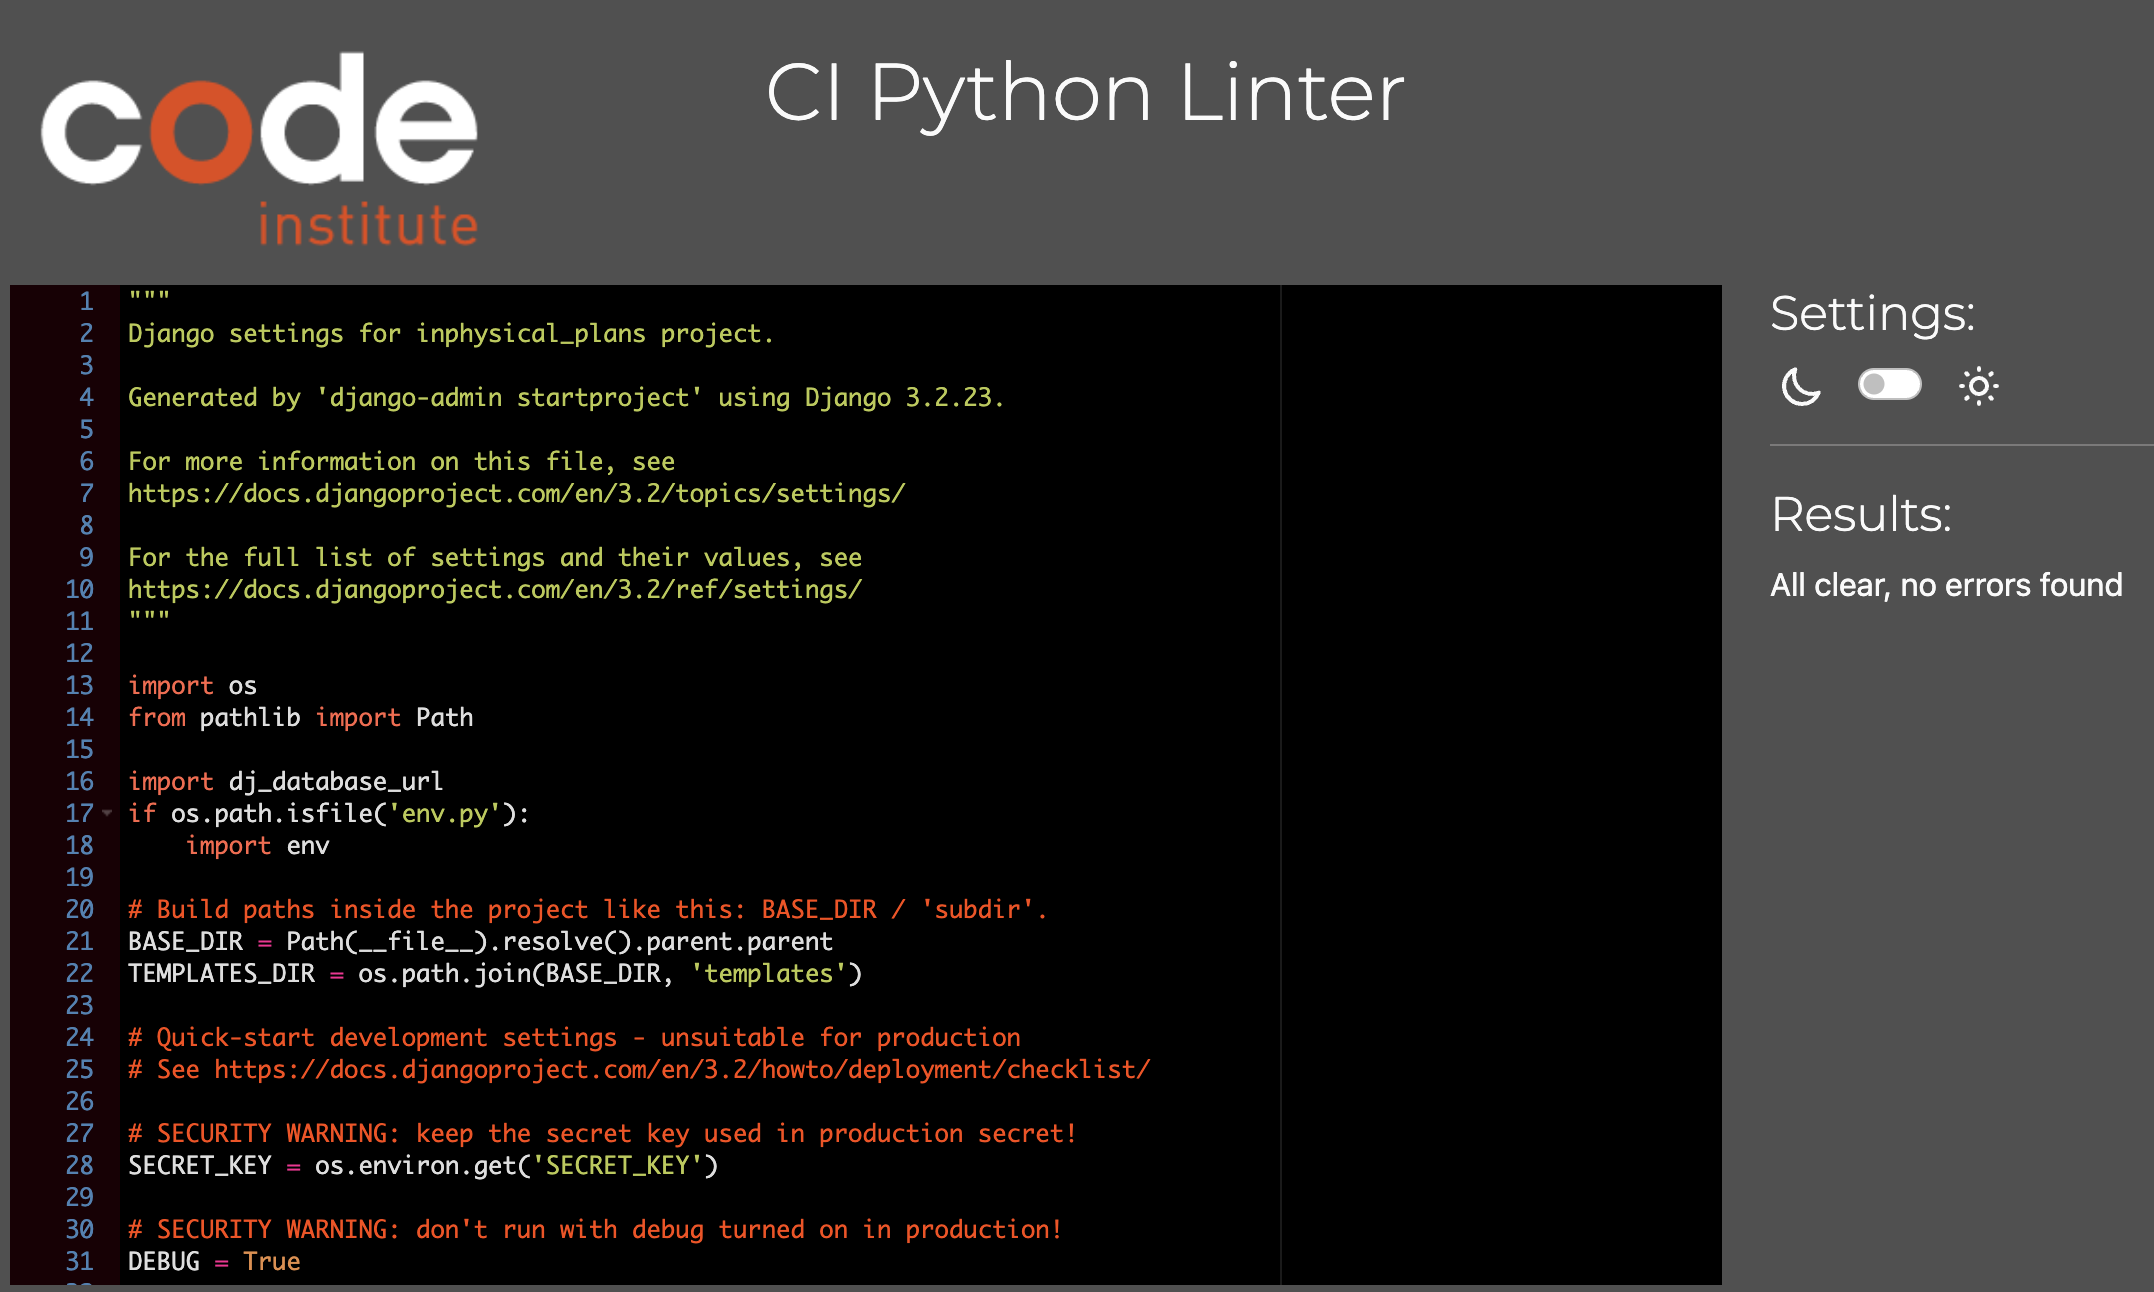 code
institute
CI Python Linter
1 """
2 Django settings for inphysical_plans project.
3
4 Generated by 'django-admin startproject' using Django 3.2.23.
5
6 For more information on this file, see
7 https://docs.djangoproject.com/en/3.2/topics/settings/
8
9 For the full list of settings and their values, see
10 https://docs.djangoproject.com/en/3.2/ref/settings/
11 """
12
13 import os
14 from pathlib import Path
15
16 import dj_database_url
17 if os.path.isfile('env.py'):
18     import env
19
20 # Build paths inside the project like this: BASE_DIR / 'subdir'.
21 BASE_DIR = Path(__file__).resolve().parent.parent
22 TEMPLATES_DIR = os.path.join(BASE_DIR, 'templates')
23
24 # Quick-start development settings - unsuitable for production
25 # See https://docs.djangoproject.com/en/3.2/howto/deployment/checklist/
26
27 # SECURITY WARNING: keep the secret key used in production secret!
28 SECRET_KEY = os.environ.get('SECRET_KEY')
29
30 # SECURITY WARNING: don't run with debug turned on in production!
31 DEBUG = True
Settings:
Results:
All clear, no errors found